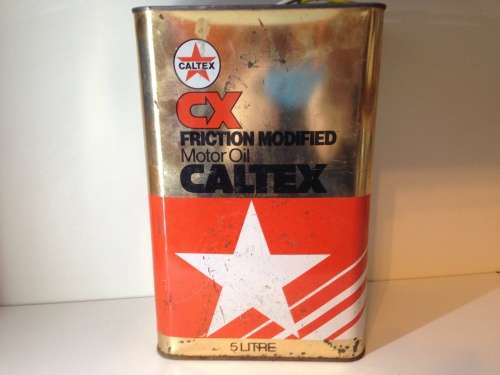 CALTEX
CX
FRICTION MODIFIED
Motor Oil
CALTEX
5 LITRE